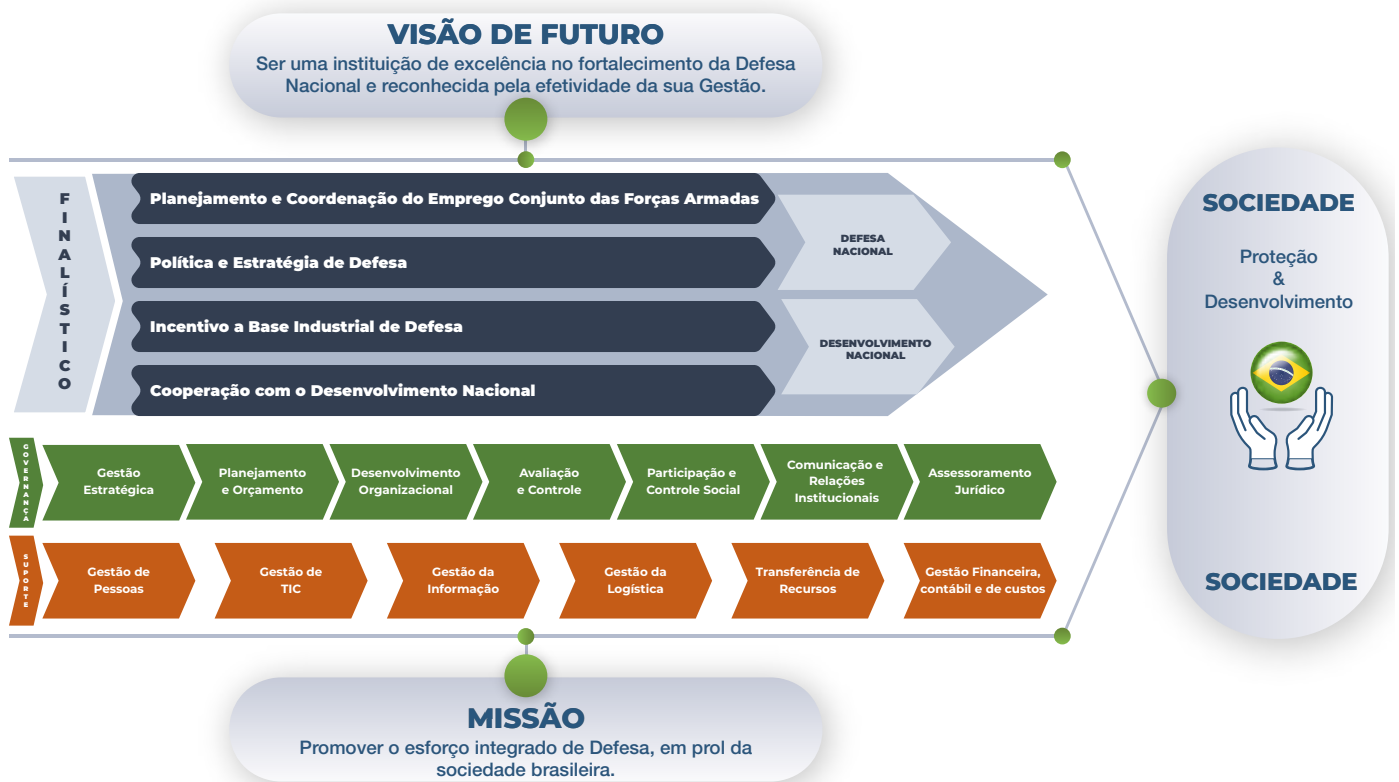 VISÃO DE FUTURO
Ser uma instituição de excelência no fortalecimento da Defesa
Nacional e reconhecida pela efetividade da sua Gestão.
FINALÍSTICO
Planejamento e Coordenação do Emprego Conjunto das Forças Armadas
Política e Estratégia de Defesa
Incentivo a Base Industrial de Defesa
Cooperação com o Desenvolvimento Nacional
DEFESA
NACIONAL
DESENVOLVIMENTO
NACIONAL
GOVERNANÇA
Gestão
Estratégica
Planejamento
e Orçamento
Desenvolvimento
Organizacional
Avaliação
e Controle
Participação e
Controle Social
Comunicação e
Relações
Institucionais
Assessoramento
Jurídico
SUPORTE
Gestão de
Pessoas
Gestão de
TIC
Gestão da
Informação
Gestão da
Logística
Transferência de
Recursos
Gestão Financeira,
contábil e de custos
MISSÃO
Promover o esforço integrado de Defesa, em prol da
sociedade brasileira.
SOCIEDADE
Proteção
&
Desenvolvimento
SOCIEDADE